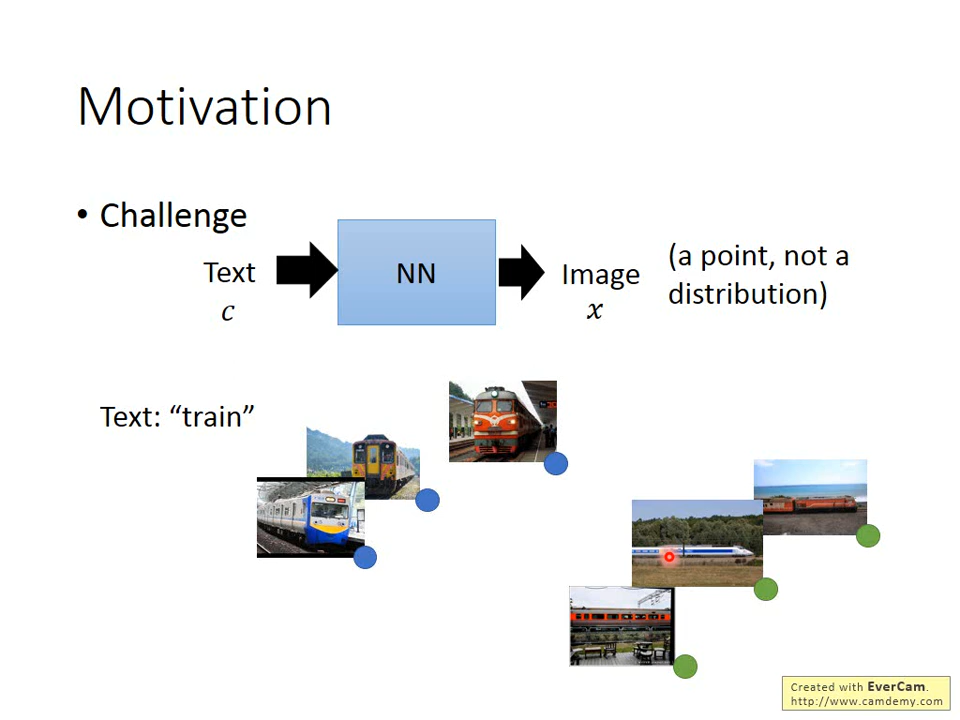 Motivation
• Challenge
Text
c
NN
Image
x
(a point, not a
distribution)
Text: “train”
Created with EverCam.
http://www.camdemy.com